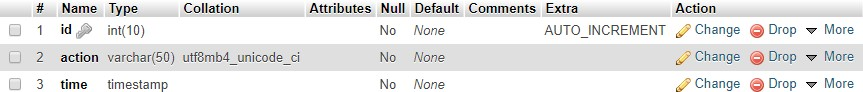 # Name Type Collation Attributes Null Default Comments Extra Action
1 id int(10) No None AUTO_INCREMENT Change Drop More
2 action varchar(50) utf8mb4_unicode_ci No None Change Drop More
3 time timestamp No None Change Drop More